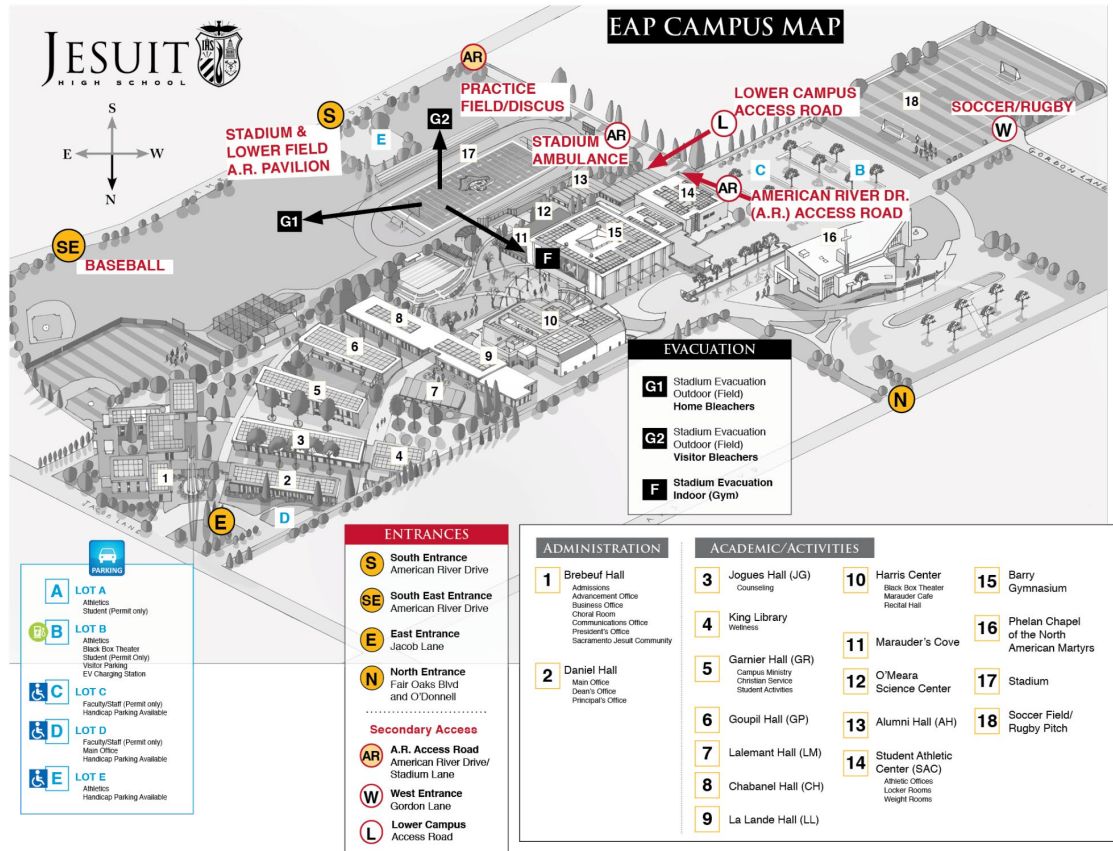 JESUIT
HIGH SCHOOL
IHS
EAP CAMPUS MAP
S
E
W
N
AR
PRACTICE
FIELD/DISCUS
S
STADIUM &
LOWER FIELD
A.R. PAVILION
E
G2
17
STADIUM
AMBULANCE
AR
LOWER CAMPUS
ACCESS ROAD
L
18
SOCCER/RUGBY
W
GORDON LANE
13
14
C
B
AR
AMERICAN RIVER DR.
(A.R.) ACCESS ROAD
12
G1
11
15
16
F
SE
BASEBALL
8
10
6
9
5
7
N
3
4
1
2
E
D
JACOB LANE
EVACUATION
G1
Stadium Evacuation
Outdoor (Field)
Home Bleachers
G2
Stadium Evacuation
Outdoor (Field)
Visitor Bleachers
F
Stadium Evacuation
Indoor (Gym)
PARKING
A
LOT A
Athletics
Student (Permit only)
B
LOT B
Athletics
Black Box Theater
Student (Permit Only)
Visitor Parking
EV Charging Station
C
LOT C
Faculty/Staff (Permit only)
Handicap Parking Available
D
LOT D
Faculty/Staff (Permit only)
Main Office
Handicap Parking Available
E
LOT E
Athletics
Handicap Parking Available
ENTRANCES
S
South Entrance
American River Drive
SE
South East Entrance
American River Drive
E
East Entrance
Jacob Lane
N
North Entrance
Fair Oaks Blvd
and O'Donnell
Secondary Access
AR
A.R. Access Road
American River Drive/
Stadium Lane
W
West Entrance
Gordon Lane
L
Lower Campus
Access Road
ADMINISTRATION
1
Brebeuf Hall
Admissions
Advancement Office
Business Office
Choral Room
Communications Office
President's Office
Sacramento Jesuit Community
2
Daniel Hall
Main Office
Dean's Office
Principal's Office
ACADEMIC/ACTIVITIES
3
Jogues Hall (JG)
Counseling
4
King Library
Wellness
5
Garnier Hall (GR)
Campus Ministry
Christian Service
Student Activities
6
Goupil Hall (GP)
7
Lalemant Hall (LM)
8
Chabanel Hall (CH)
9
La Lande Hall (LL)
10
Harris Center
Black Box Theater
Marauder Cafe
Recital Hall
11
Marauder's Cove
12
O'Meara
Science Center
13
Alumni Hall (AH)
14
Student Athletic
Center (SAC)
Athletic Offices
Locker Rooms
Weight Rooms
15
Barry
Gymnasium
16
Phelan Chapel
of the North
American Martyrs
17
Stadium
18
Soccer Field/
Rugby Pitch